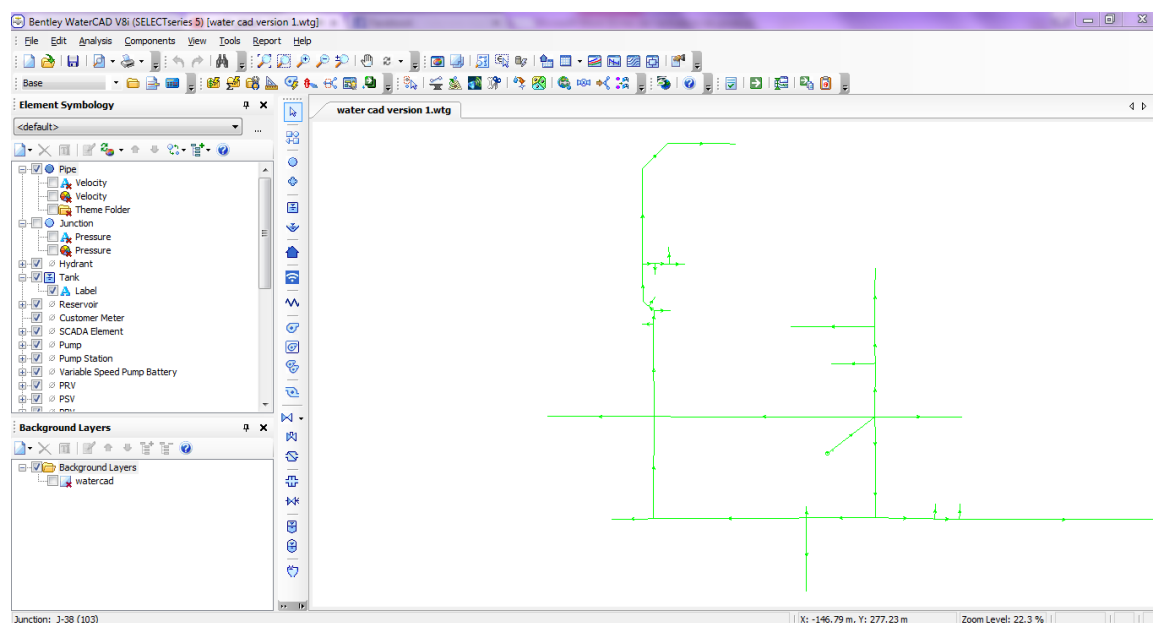 Bentley WaterCAD V8i (SELECTseries 5) [water cad version 1.wtg]
File Edit Analysis Components View Tools Report Help
Base
Element Symbology
<default>
...
Pipe
Velocity
Velocity
Theme Folder
Junction
Pressure
Pressure
Hydrant
Tank
Label
Reservoir
Customer Meter
SCADA Element
Pump
Pump Station
Variable Speed Pump Battery
PRV
PSV
PBV
Background Layers
Background Layers
watercad
water cad version 1.wtg
Junction: J-38 (103)
X: -146.79 m, Y: 277.23 m
Zoom Level: 22.3 %